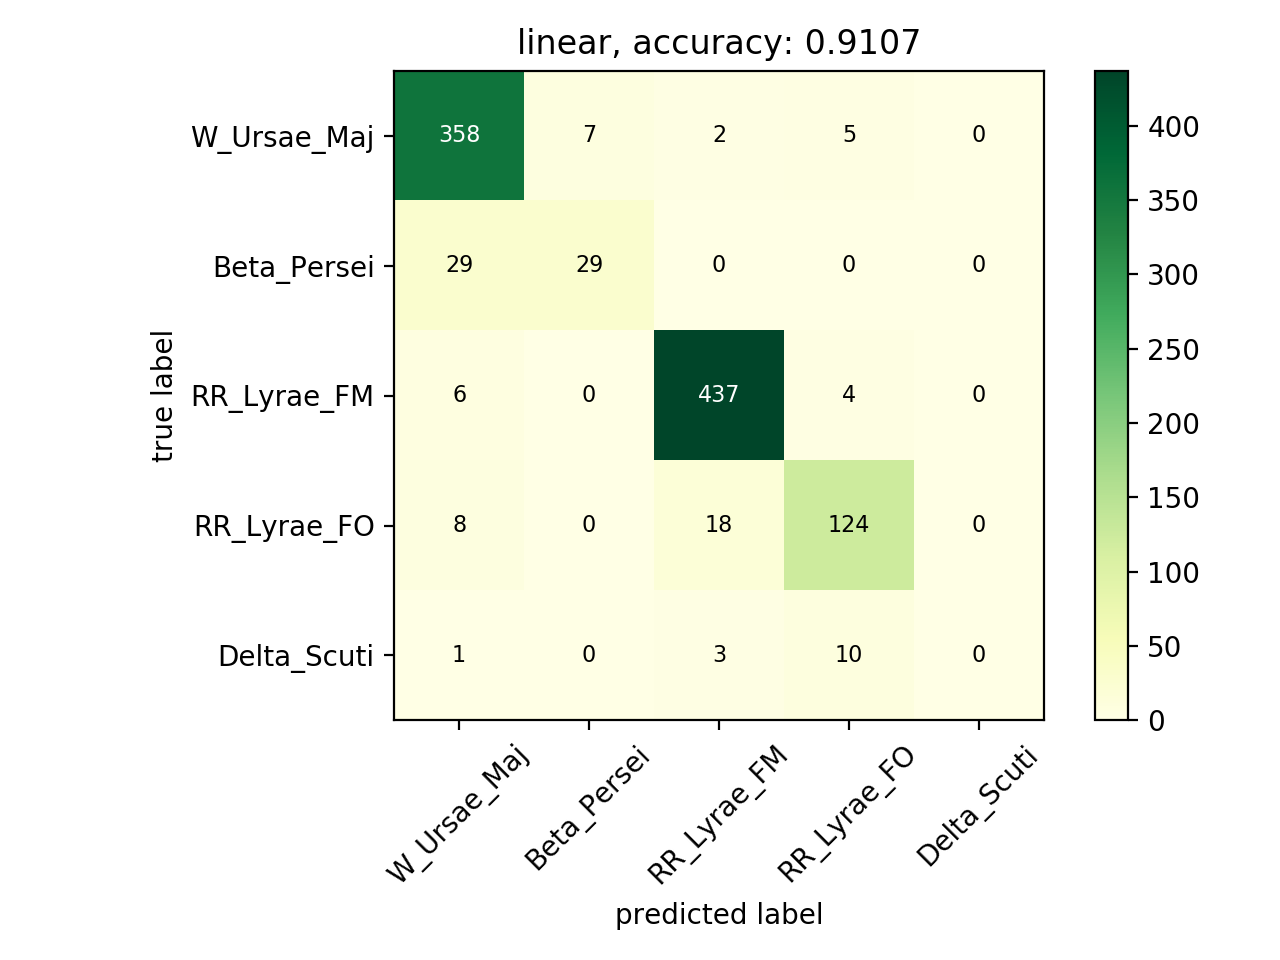 linear, accuracy: 0.9107
W_Ursae_Maj 358 7 2 5 0
Beta_Persei 29 29 0 0 0
RR_Lyrae_FM 6 0 437 4 0
RR_Lyrae_FO 8 0 18 124 0
Delta_Scuti 1 0 3 10 0
true label
W_Ursae_Maj Beta_Persei RR_Lyrae_FM RR_Lyrae_FO Delta_Scuti
predicted label
400
350
300
250
200
150
100
50
0